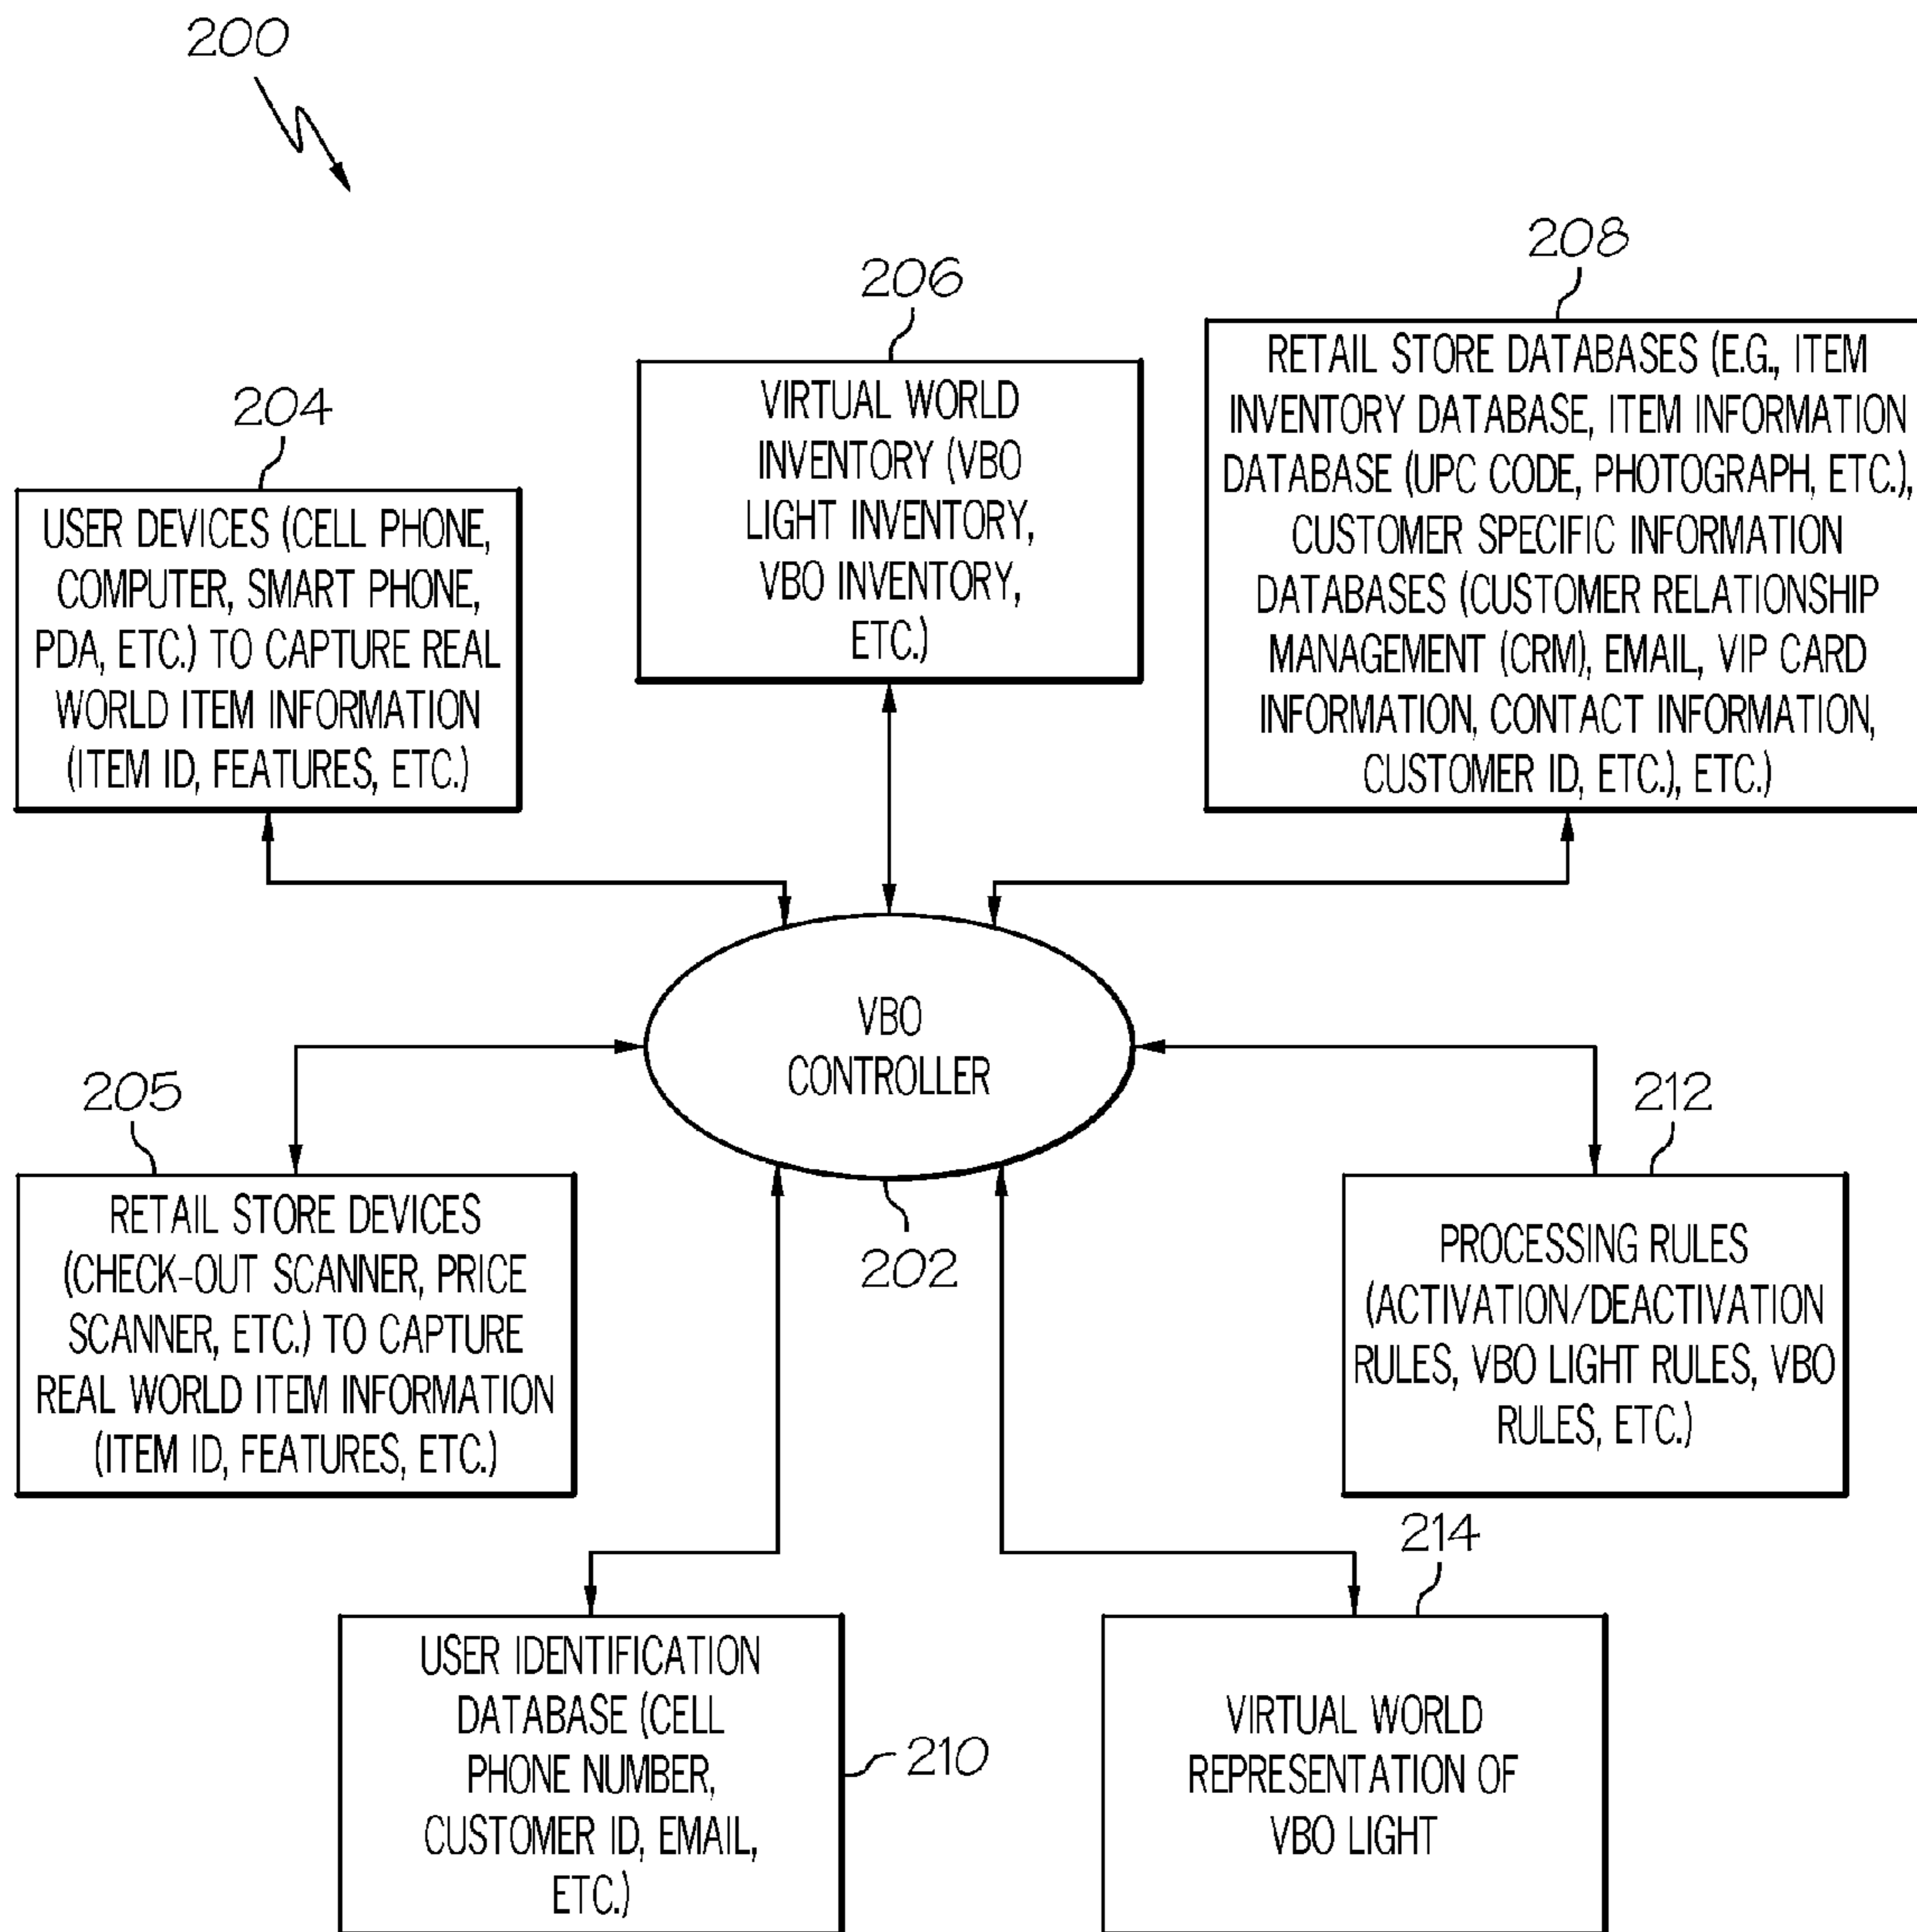 200
208
RETAIL STORE DATABASES (E.G., ITEM
INVENTORY DATABASE, ITEM INFORMATION
DATABASE (UPC CODE, PHOTOGRAPH, ETC.),
CUSTOMER SPECIFIC INFORMATION
DATABASES (CUSTOMER RELATIONSHIP
MANAGEMENT (CRM), EMAIL, VIP CARD
INFORMATION, CONTACT INFORMATION,
CUSTOMER ID, ETC.), ETC.)
206
VIRTUAL WORLD
INVENTORY (VBO
LIGHT INVENTORY,
VBO INVENTORY,
ETC.)
204
USER DEVICES (CELL PHONE,
COMPUTER, SMART PHONE,
PDA, ETC.) TO CAPTURE REAL
WORLD ITEM INFORMATION
(ITEM ID, FEATURES, ETC.)
VBO
CONTROLLER
202
205
RETAIL STORE DEVICES
(CHECK-OUT SCANNER, PRICE
SCANNER, ETC.) TO CAPTURE
REAL WORLD ITEM INFORMATION
(ITEM ID, FEATURES, ETC.)
212
PROCESSING RULES
(ACTIVATION/DEACTIVATION
RULES, VBO LIGHT RULES, VBO
RULES, ETC.)
USER IDENTIFICATION
DATABASE (CELL
PHONE NUMBER,
CUSTOMER ID, EMAIL,
ETC.)
210
214
VIRTUAL WORLD
REPRESENTATION OF
VBO LIGHT